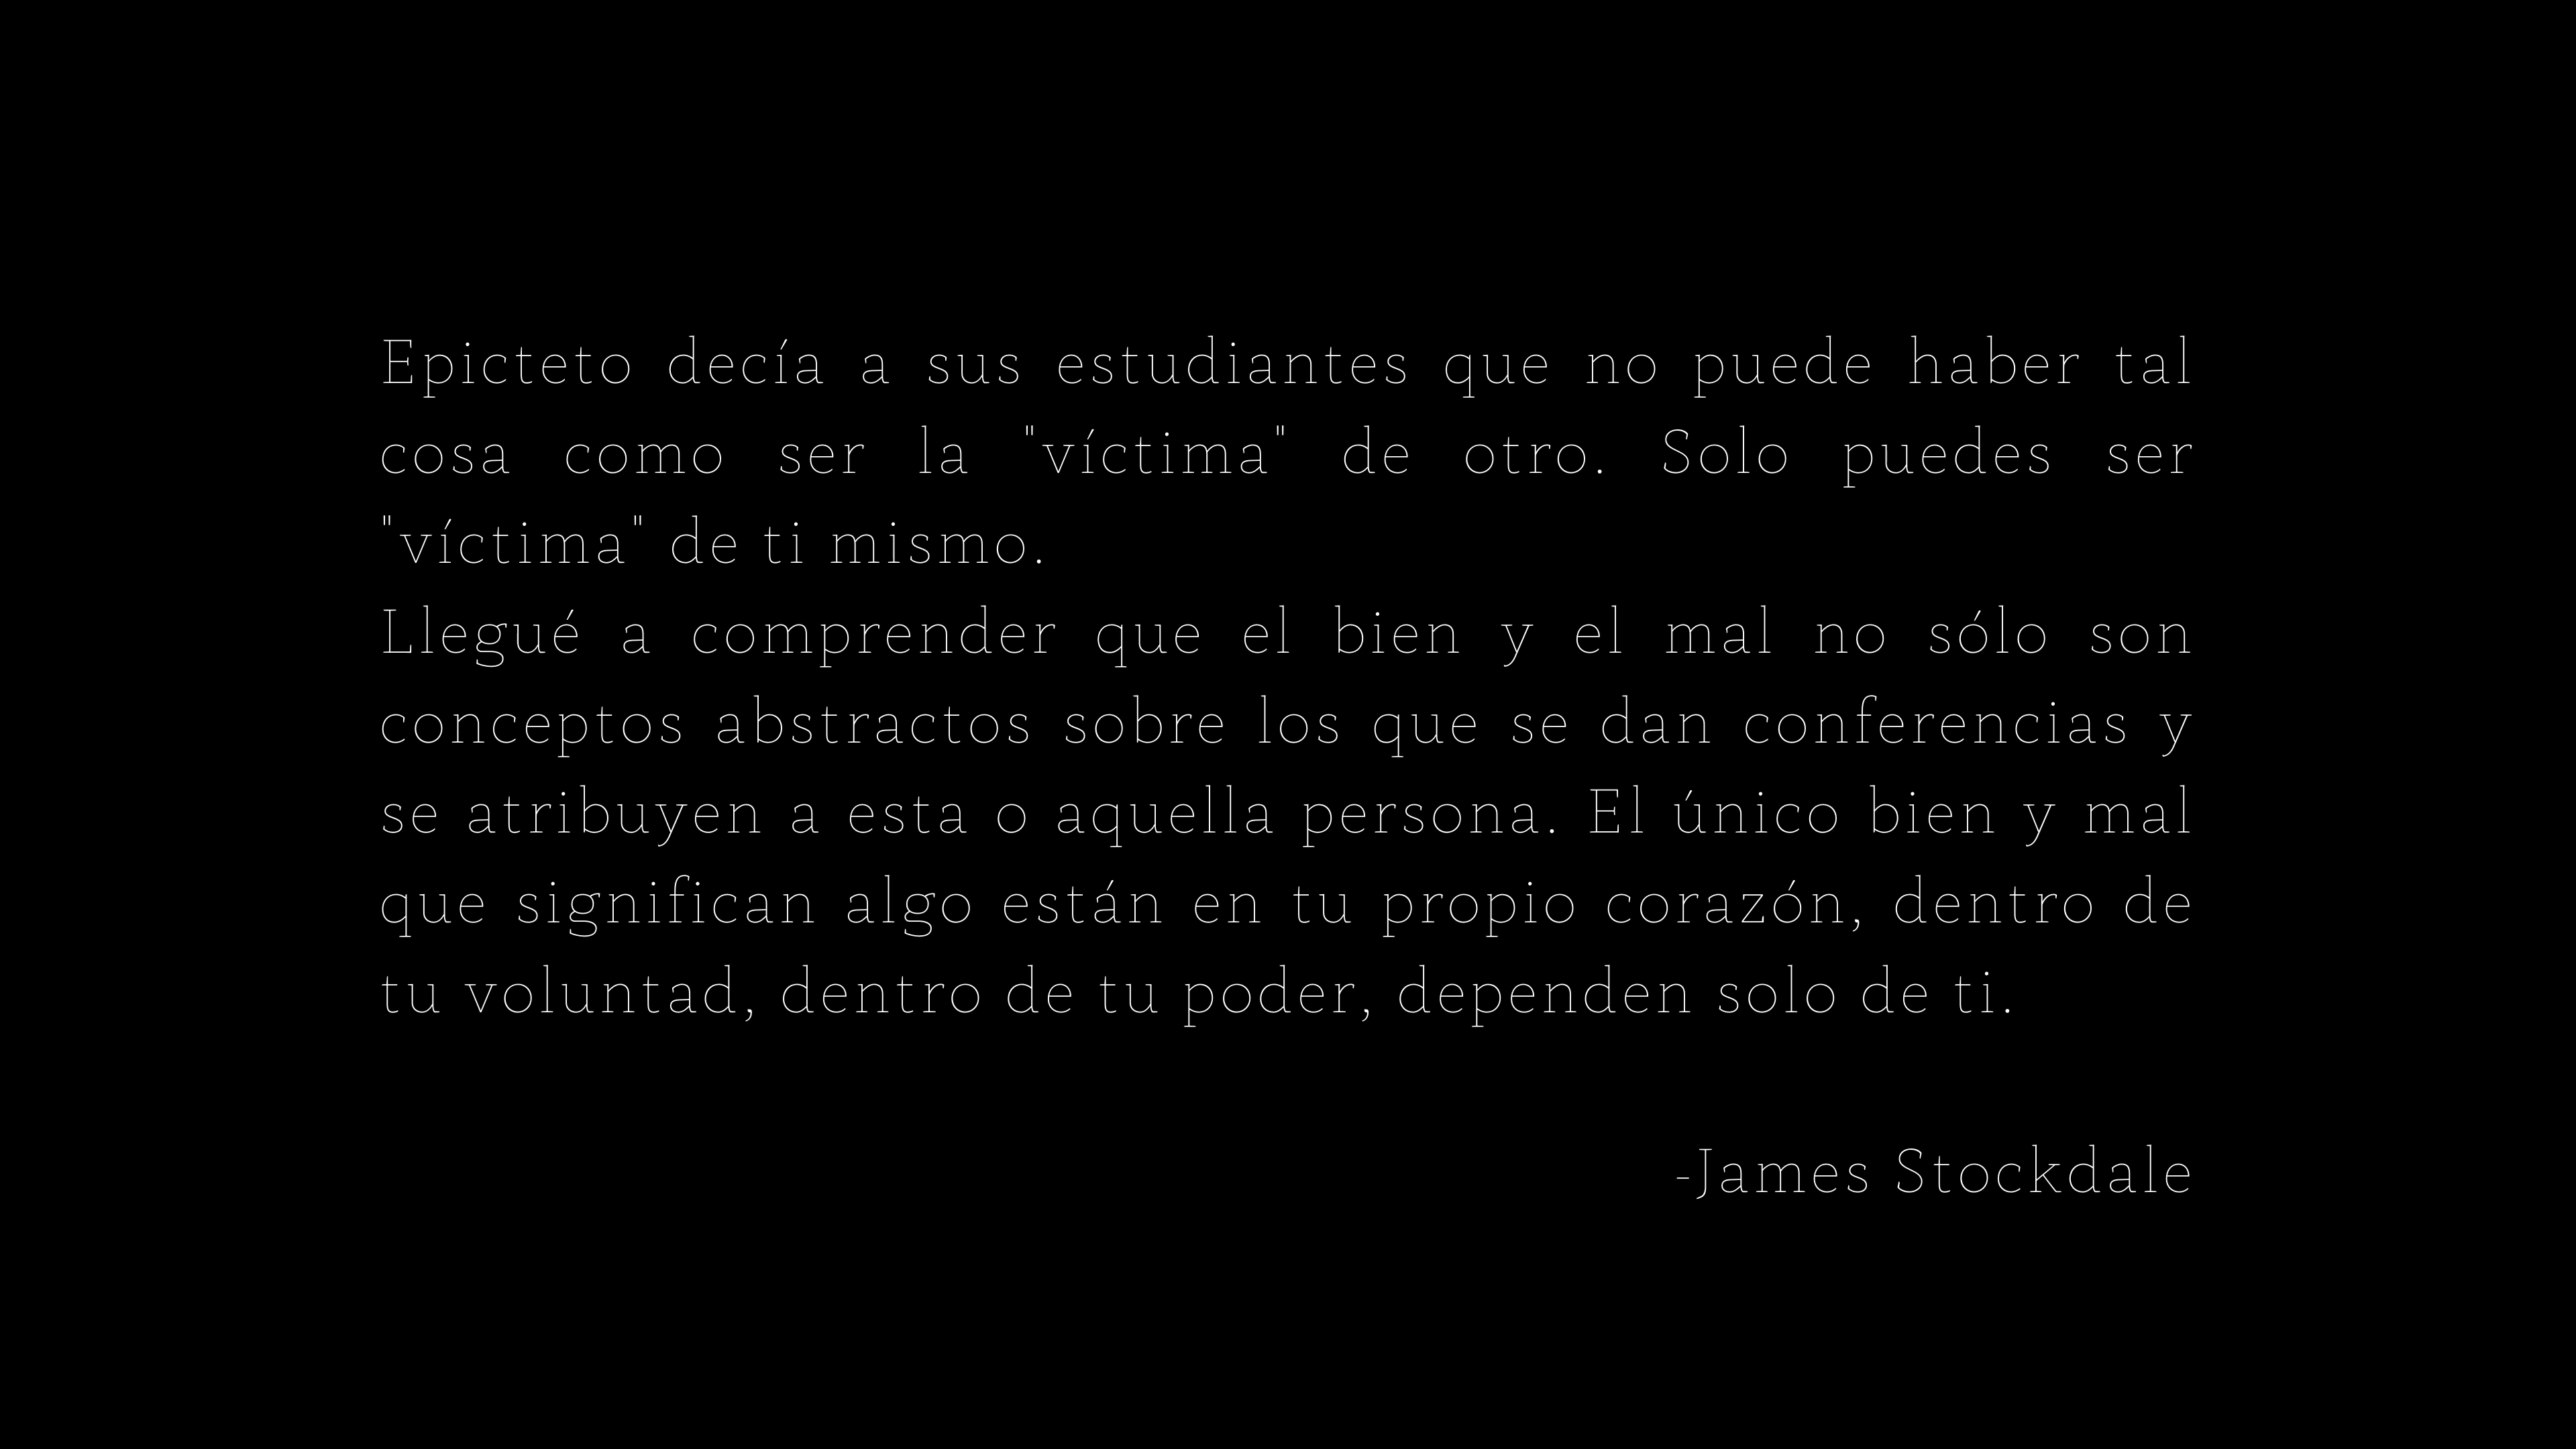 Epicteto decía a sus estudiantes que no puede haber tal
cosa como ser la "víctima" de otro. Solo puedes ser
"víctima" de ti mismo.
Llegué a comprender que el bien y el mal no sólo son
conceptos abstractos sobre los que se dan conferencias y
se atribuyen a esta o aquella persona. El único bien y mal
que significan algo están en tu propio corazón, dentro de
tu voluntad, dentro de tu poder, dependen solo de ti.
-James Stockdale